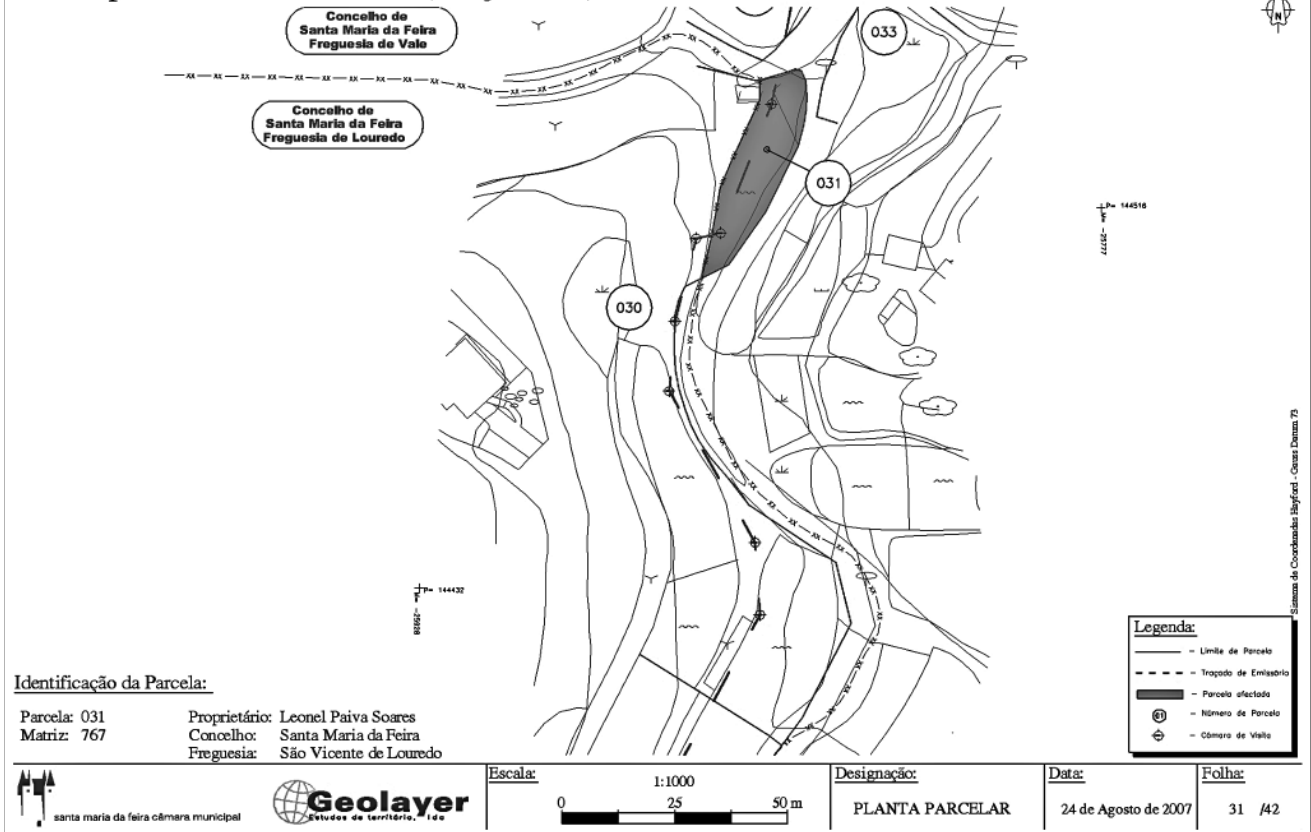 Concelho de
Santa Maria da Feira
Freguesia de Vale
033
N
Concelho de
Santa Maria da Feira
Freguesia de Louredo
031
P= 144516
M= -25777
030
P= 144432
M= -25928
Sistema de Coordenadas Hayford - Gauss Datum 73
Legenda:
- Limite de Parcela
- Traçado de Emissário
- Parcela afectada
01 - Número de Parcela
- Câmara de Visita
Identificação da Parcela:
Parcela: 031 Proprietário: Leonel Paiva Soares
Matriz: 767 Concelho: Santa Maria da Feira
Freguesia: São Vicente de Louredo
santa maria da feira câmara municipal
Geolayer
Estudos de território, lda
Escala:
1:1000
0 25 50 m
Designação:
PLANTA PARCELAR
Data:
24 de Agosto de 2007
Folha:
31 /42